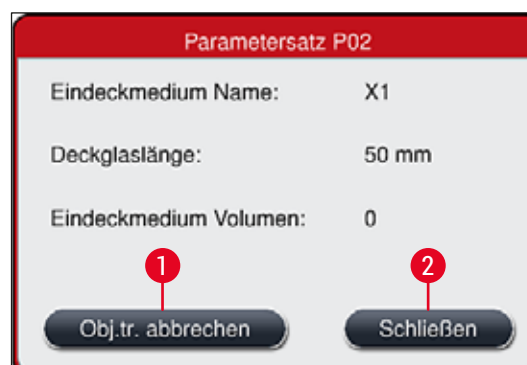 Parametersatz P02
Eindeckmedium Name: X1
Deckglaslänge: 50 mm
Eindeckmedium Volumen: 0
1 2
Obj.tr. abbrechen Schließen